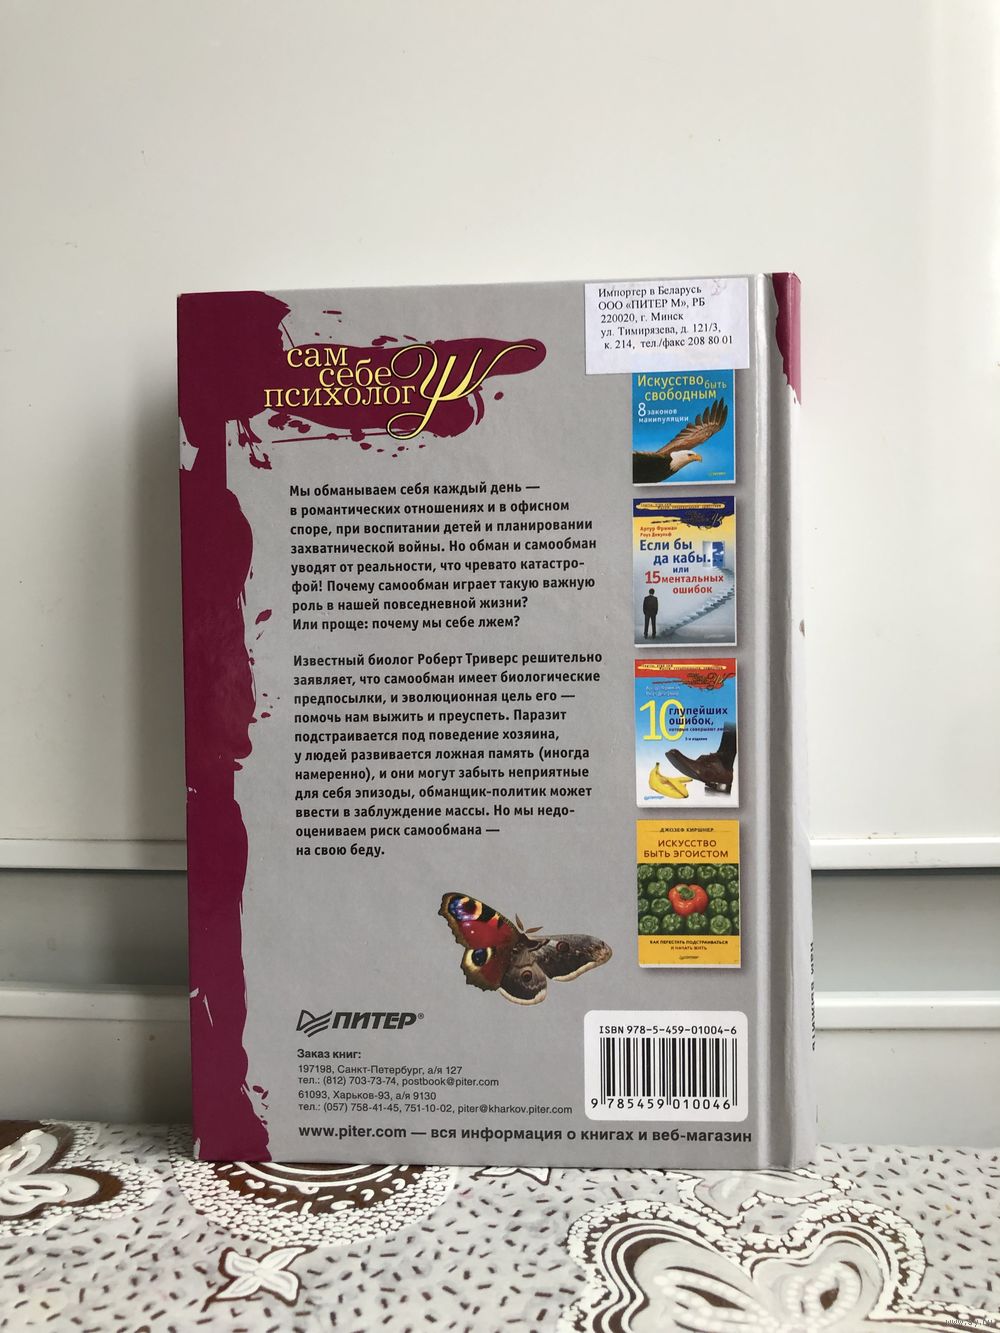 Импортер в Беларусь
ООО «ПИТЕР М», РБ
220020, г. Минск
ул. Тимирязева, д. 121/3,
к. 214, тел./факс 208 80 01
сам
себе
психолог
Мы обманываем себя каждый день —
в романтических отношениях и в офисном
споре, при воспитании детей и планировании
захватнической войны. Но обман и самообман
уводят от реальности, что чревато катастро-
фой! Почему самообман играет такую важную
роль в нашей повседневной жизни?
Или проще: почему мы себе лжем?
Известный биолог Роберт Триверс решительно
заявляет, что самообман имеет биологические
предпосылки, и эволюционная цель его —
помочь нам выжить и преуспеть. Паразит
подстраивается под поведение хозяина,
у людей развивается ложная память (иногда
намеренно), и они могут забыть неприятные
для себя эпизоды, обманщик-политик может
ввести в заблуждение массы. Но мы недо-
оцениваем риск самообмана —
на свою беду.
Искусство быть
свободным
8 законов
манипуляции
Артур Фриман
Роуз Девульф
Если бы
да кабы...
или
15 ментальных
ошибок
10 глупейших
ошибок,
которые совершают
ДЖОЗЕФ КИРШНЕР
ИСКУССТВО
БЫТЬ ЭГОИСТОМ
КАК ПЕРЕСТАТЬ ПОДСТРАИВАТЬСЯ
И НАЧАТЬ ЖИТЬ
ПИТЕР®
Заказ книг:
197198, Санкт-Петербург, а/я 127
тел.: (812) 703-73-74, postbook@piter.com
61093, Харьков-93, а/я 9130
тел.: (057) 758-41-45, 751-10-02, piter@kharkov.piter.com
www.piter.com — вся информация о книгах и веб-магазин
ISBN 978-5-459-01004-6
9 785459 010046